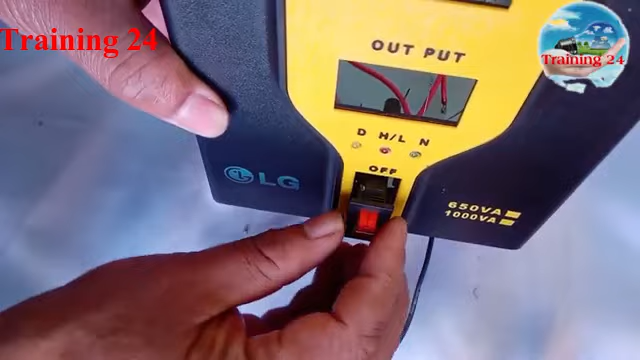 Training 24
Training 24
OUT PUT
D H/L N
OFF
LG
650VA
1000VA